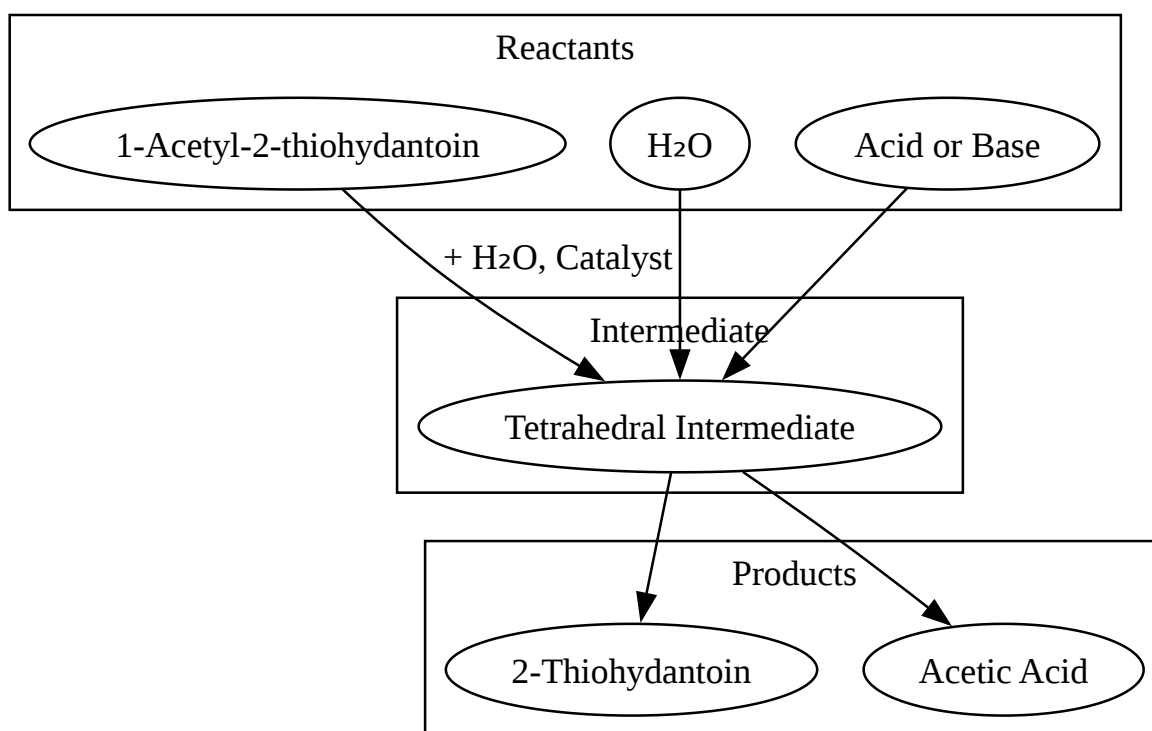 Reactants
1-Acetyl-2-thiohydantoin
H₂O
Acid or Base
+ H₂O, Catalyst
Intermediate
Tetrahedral Intermediate
Products
2-Thiohydantoin
Acetic Acid